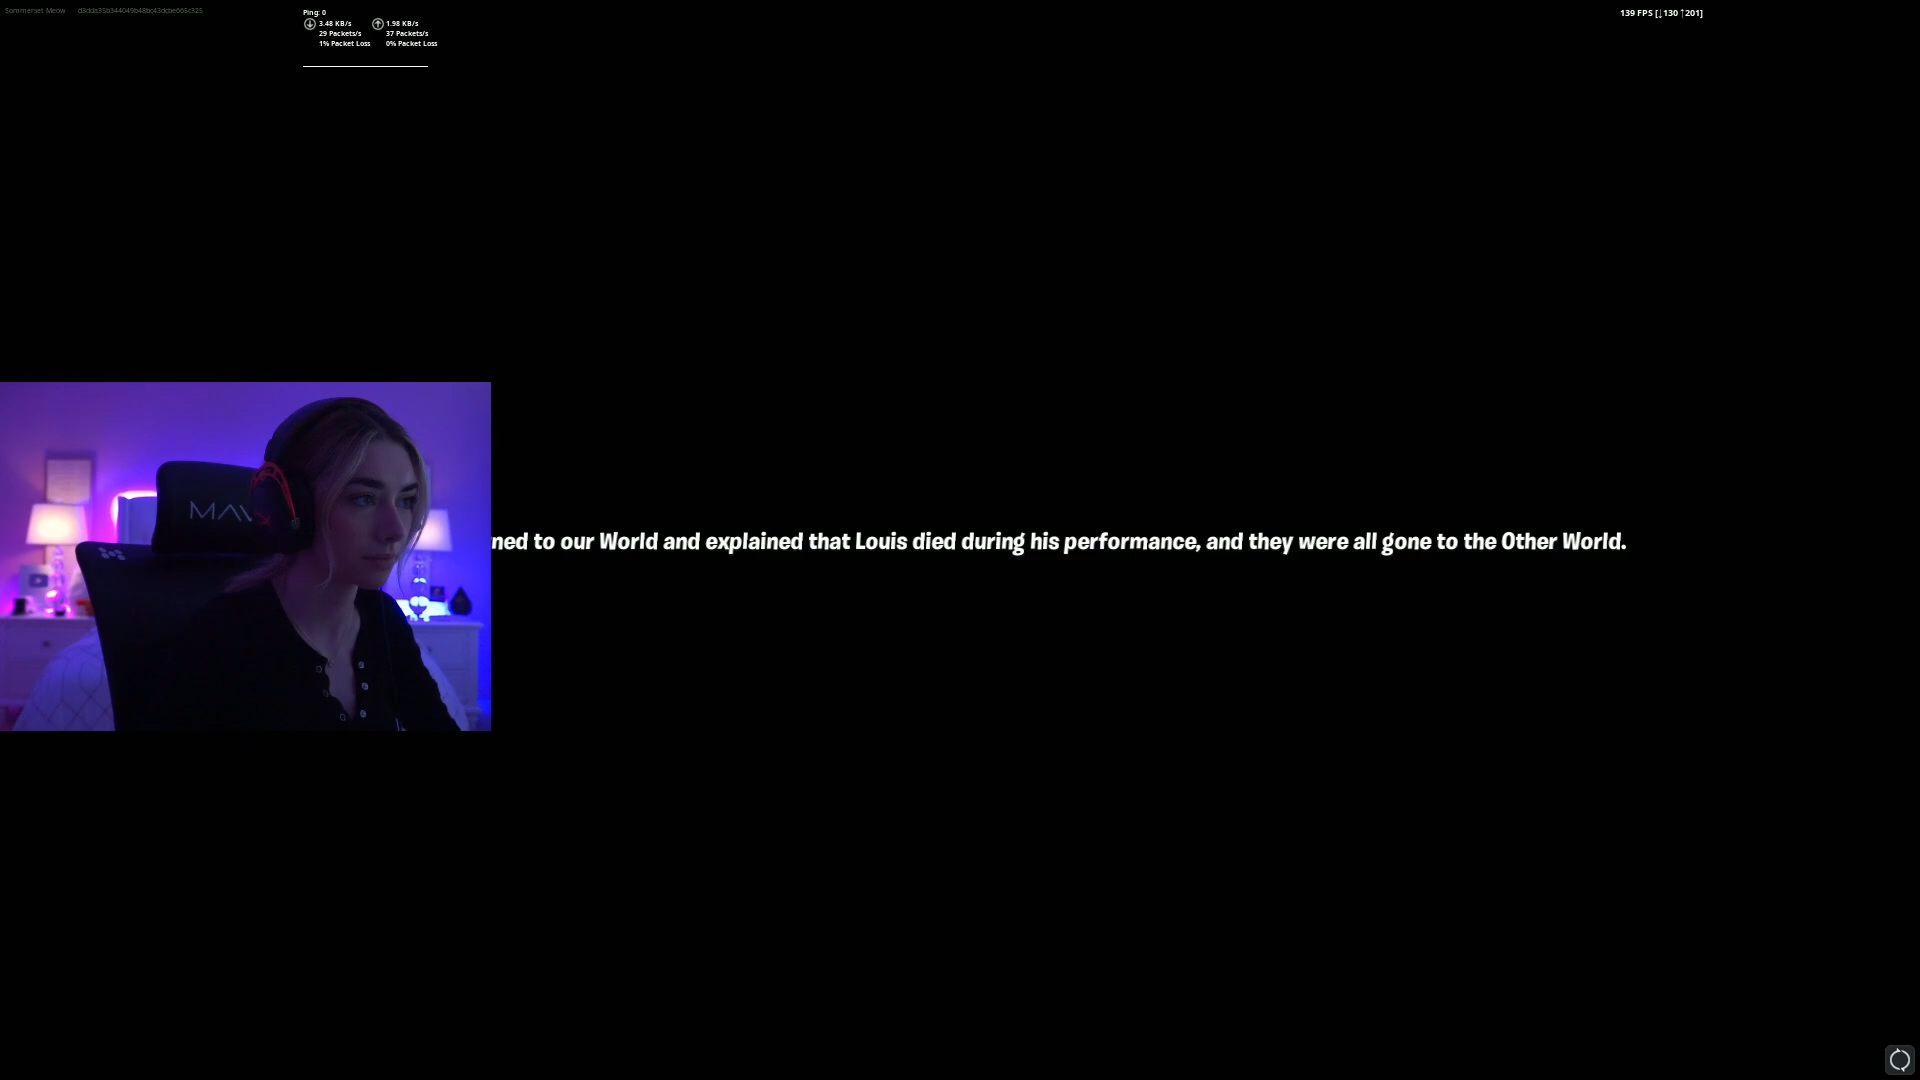 Sommerset Meow
Ping: 0
3.48 KB/s 1.98 KB/s
29 Packets/s 37 Packets/s
1% Packet Loss 0% Packet Loss
139 FPS [↓130 ↑201]
MAV
ned to our World and explained that Louis died during his performance, and they were all gone to the Other World.